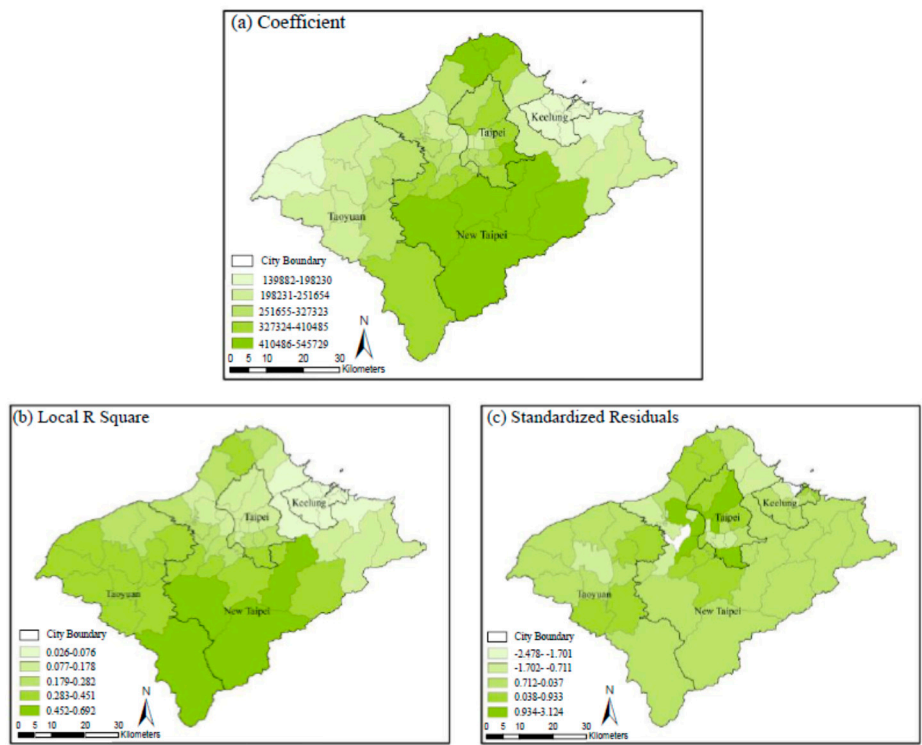 (a) Coefficient
Keelung
Taipei
Taoyuan
New Taipei
City Boundary
139882-198230
198231-251654
251655-327323
327324-410485
410486-545729
N
0 5 10 20 30
Kilometers
(b) Local R Square
Keelung
Taipei
Taoyuan
New Taipei
City Boundary
0.026-0.076
0.077-0.178
0.179-0.282
0.283-0.451
0.452-0.692
N
0 5 10 20 30
Kilometers
(c) Standardized Residuals
Keelung
Taipei
Taoyuan
New Taipei
City Boundary
-2.478- -1.701
-1.702- -0.711
0.712-0.037
0.038-0.933
0.934-3.124
N
0 5 10 20 30
Kilometers